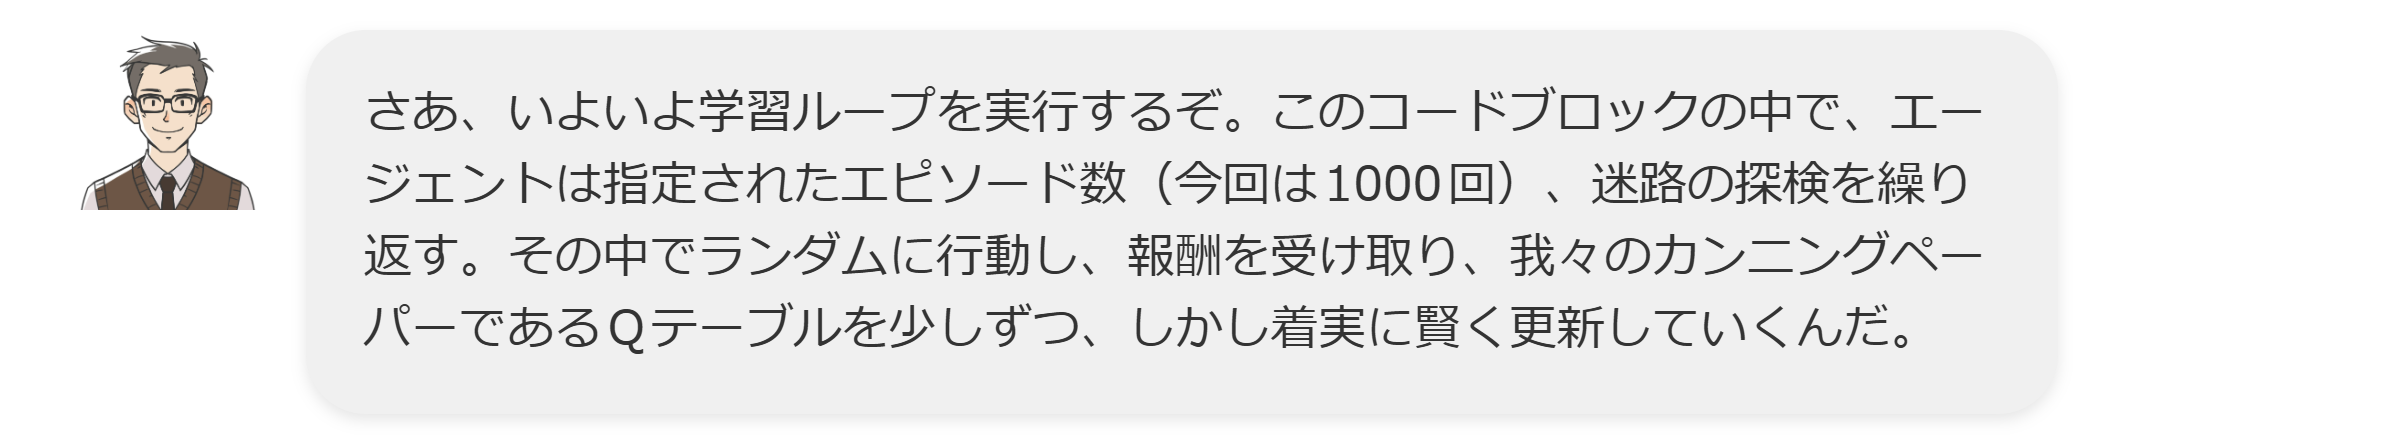 さあ、いよいよ学習ループを実行するぞ。このコードブロックの中で、エー
ジェントは指定されたエピソード数（今回は1000回）、迷路の探検を繰り
返す。その中でランダムに行動し、報酬を受け取り、我々のカンニングペー
パーであるQテーブルを少しずつ、しかし着実に賢く更新していくんだ。